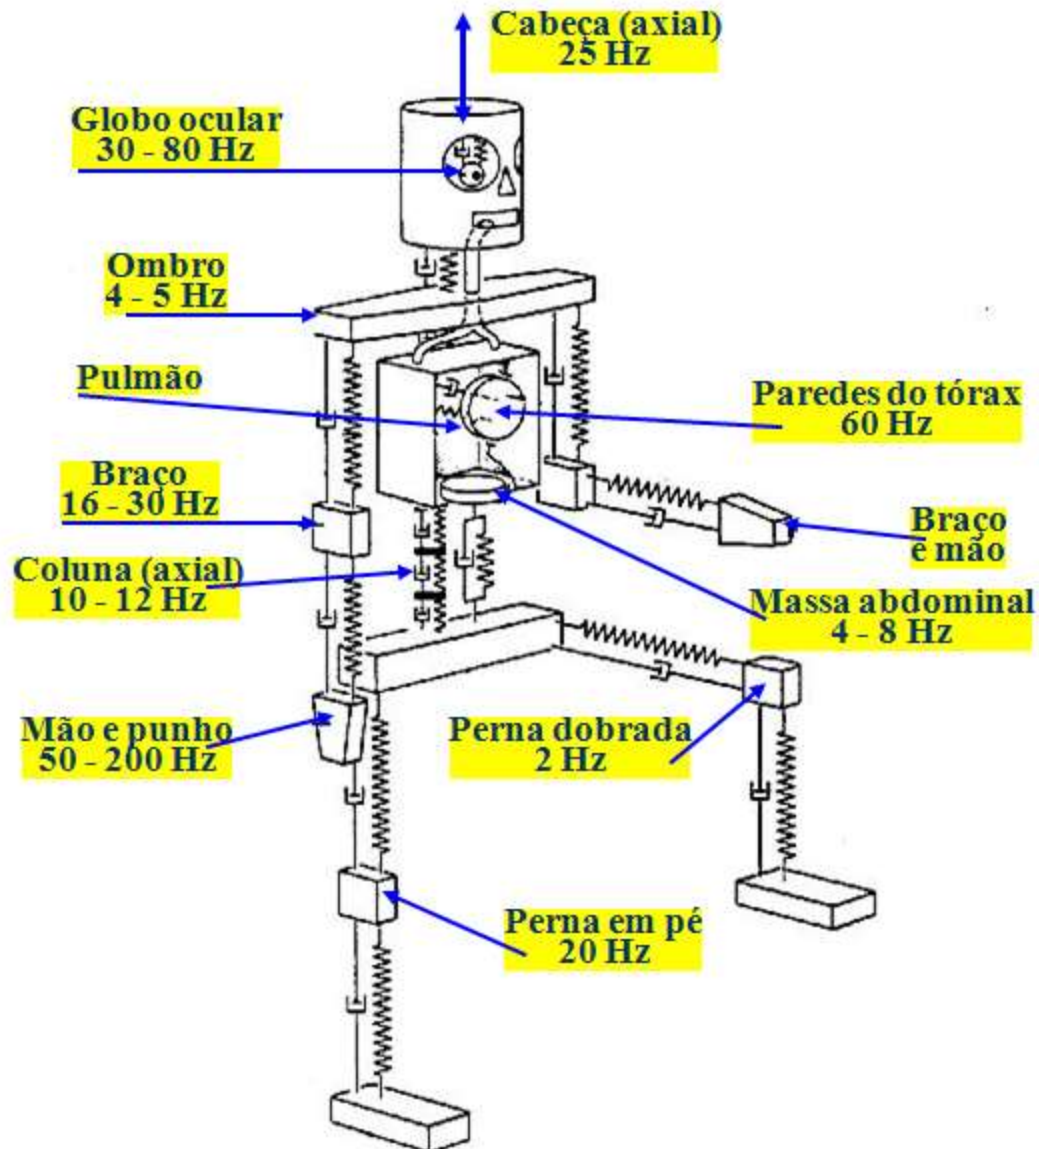 Cabeça (axial)
25 Hz
Globo ocular
30 - 80 Hz
Ombro
4 - 5 Hz
Pulmão
Paredes do tórax
60 Hz
Braço
16 - 30 Hz
Braço
e mão
Coluna (axial)
10 - 12 Hz
Massa abdominal
4 - 8 Hz
Mão e punho
50 - 200 Hz
Perna dobrada
2 Hz
Perna em pé
20 Hz